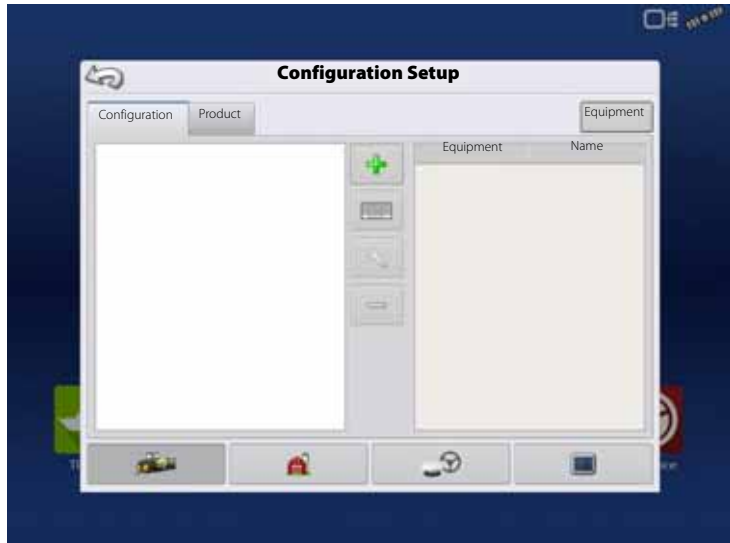 Configuration Setup
Configuration
Product
Equipment
Equipment Name